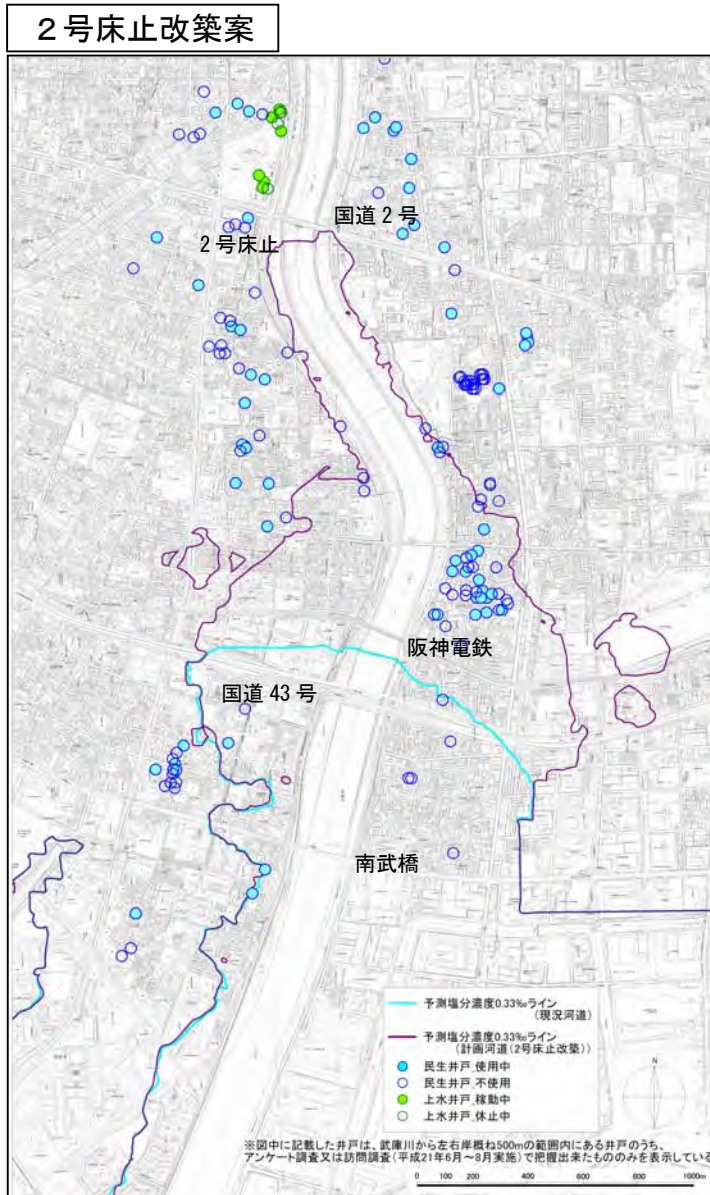 ２号床止改築案
国道２号
２号床止
阪神電鉄
国道43号
南武橋
予測塩分濃度0.33‰ライン
(現況河道)
予測塩分濃度0.33‰ライン
(計画河道(2号床止改築))
民生井戸_使用中
民生井戸_不使用
上水井戸_稼動中
上水井戸_休止中
N
※図中に記載した井戸は、武庫川から左右岸概ね500mの範囲内にある井戸のうち、
アンケート調査又は訪問調査(平成21年6月～8月実施)で把握出来たもののみを表示している
0 100 200 400 600 800 1000m